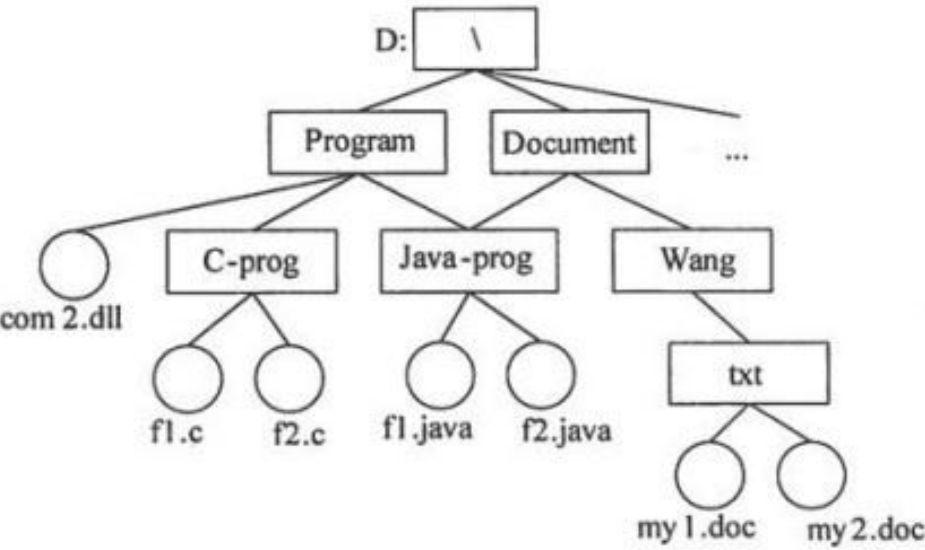 D: \
Program
Document
...
C-prog
Java-prog
Wang
com 2.dll
txt
f1.c
f2.c
f1.java
f2.java
my 1.doc
my 2.doc